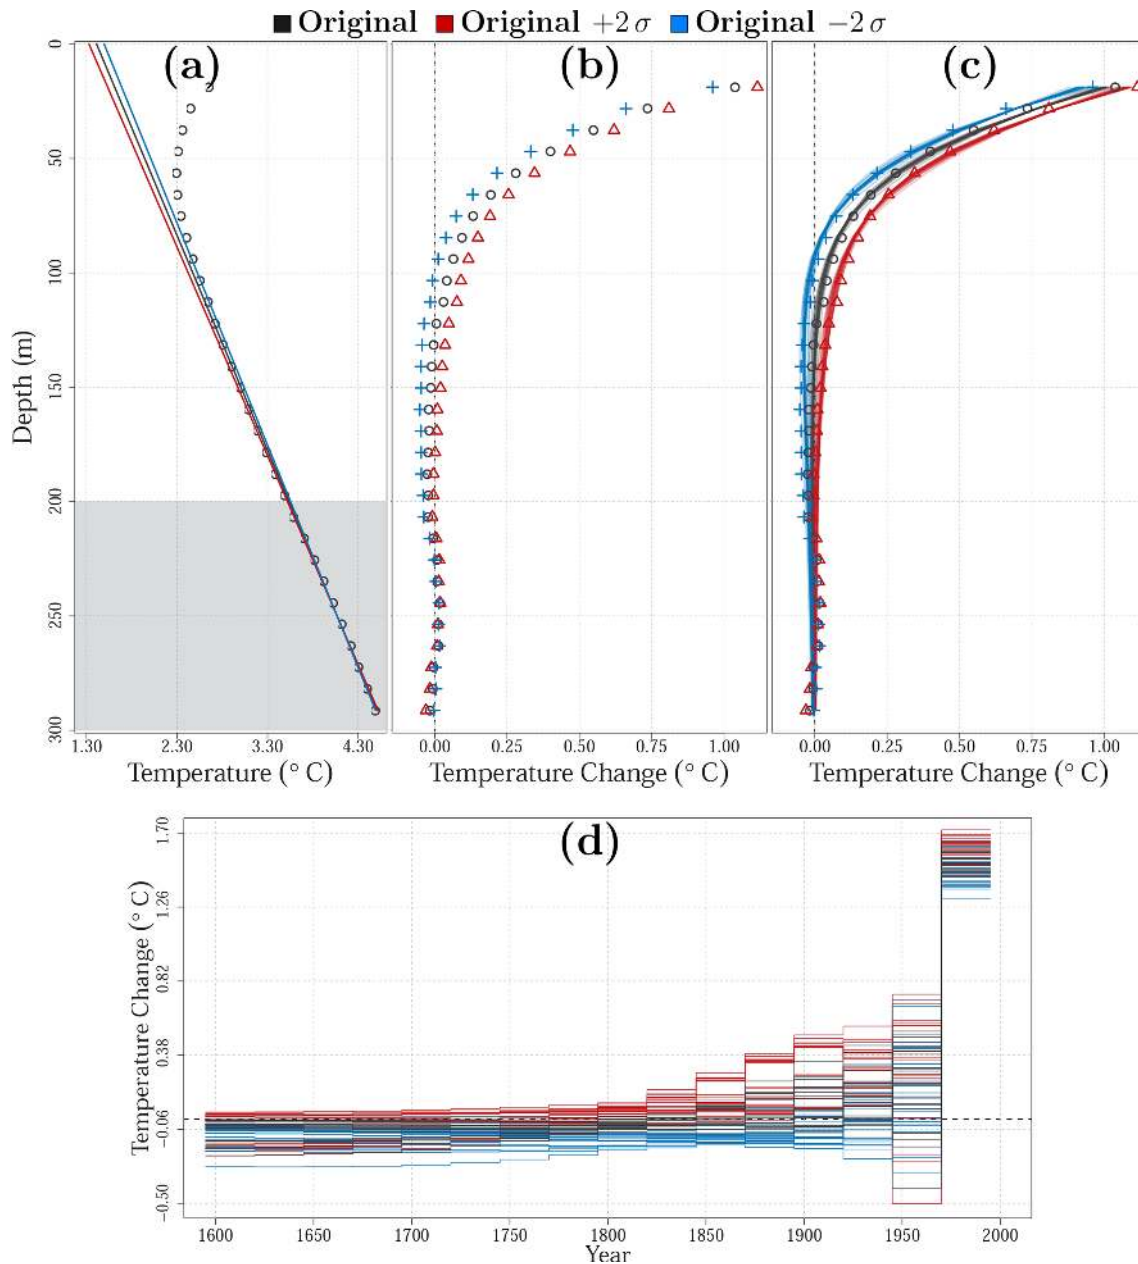 Original Original +2 σ Original −2 σ
(a) (b) (c)
Depth (m)
0
50
100
150
200
250
300
1.30 2.30 3.30 4.30
0.00 0.25 0.50 0.75 1.00
0.00 0.25 0.50 0.75 1.00
Temperature (° C) Temperature Change (° C) Temperature Change (° C)
(d)
Temperature Change (° C)
1.70
1.26
0.82
0.38
−0.06
−0.50
1600 1650 1700 1750 1800 1850 1900 1950 2000
Year